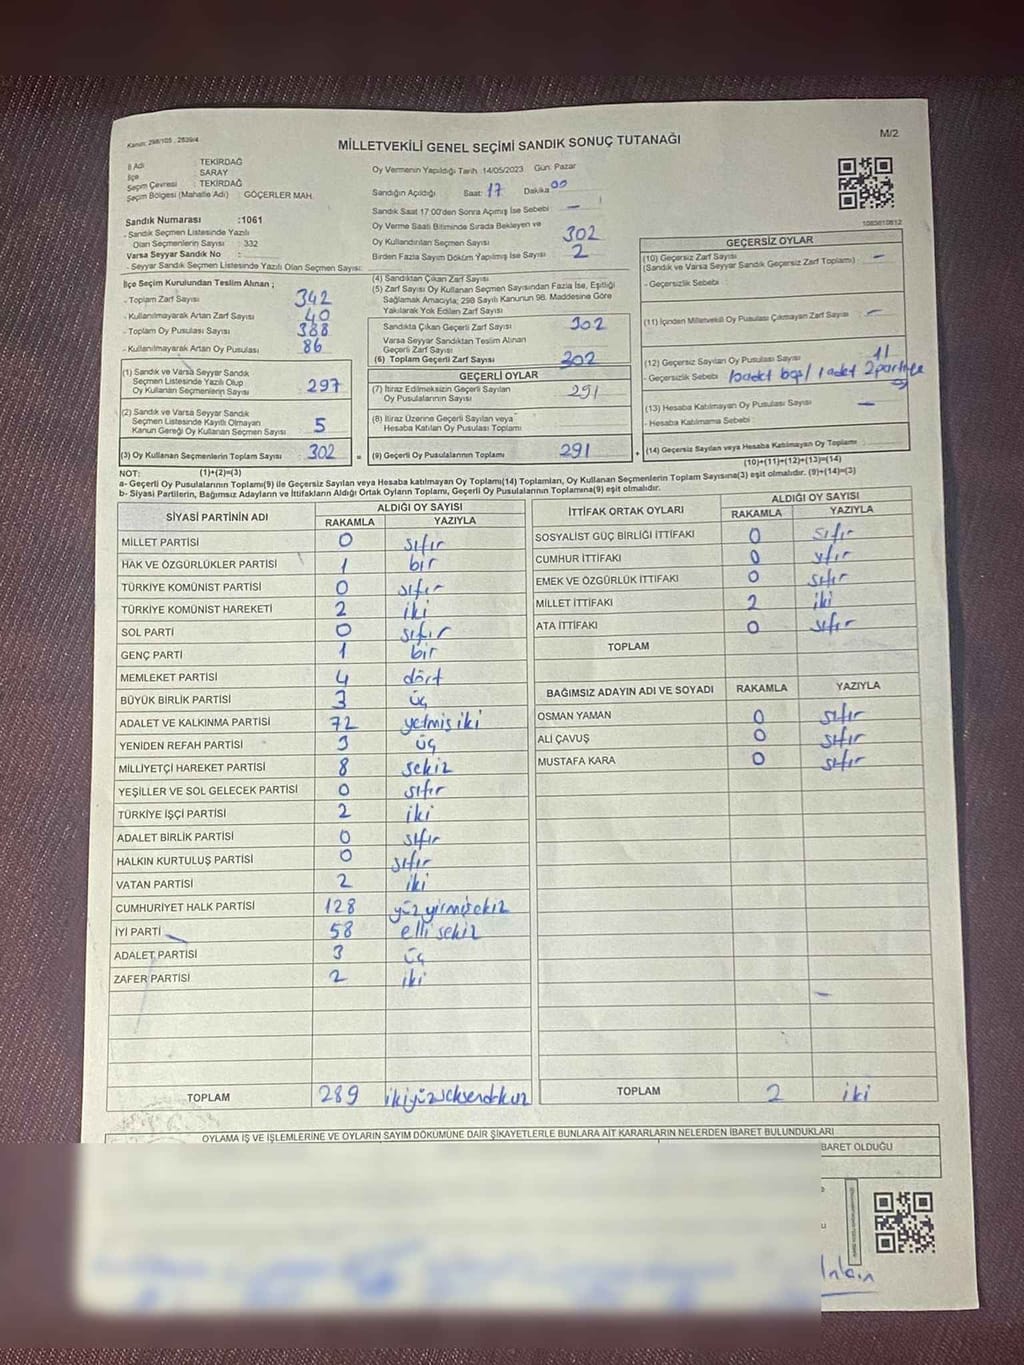 Kanun: 298/105 , 2839/4
MİLLETVEKİLİ GENEL SEÇİMİ SANDIK SONUÇ TUTANAĞI
M/2
İl Adı : TEKİRDAĞ
İlçe : SARAY
Seçim Çevresi : TEKİRDAĞ
Seçim Bölgesi (Mahalle Adı) : GÖÇERLER MAH.
Sandık Numarası :1061
- Sandık Seçmen Listesinde Yazılı
Olan Seçmenlerin Sayısı : 332
Varsa Seyyar Sandık No :
- Seyyar Sandık Seçmen Listesinde Yazılı Olan Seçmen Sayısı:
Oy Vermenin Yapıldığı Tarih :14/05/2023 Gün: Pazar
Sandığın Açıldığı Saat: 17 Dakika 00
Sandık Saat 17:00'den Sonra Açılmış İse Sebebi —
Oy Verme Saati Bitiminde Sırada Bekleyen ve
Oy Kullandırılan Seçmen Sayısı 302
Birden Fazla Sayım Döküm Yapılmış İse Sayısı 2
1085810812
İlçe Seçim Kurulundan Teslim Alınan ;
- Toplam Zarf Sayısı 342
- Kullanılmayarak Artan Zarf Sayısı 40
- Toplam Oy Pusulası Sayısı 388
- Kullanılmayarak Artan Oy Pusulası 86
(1) Sandık ve Varsa Seyyar Sandık
Seçmen Listesinde Yazılı Olup
Oy Kullanan Seçmenlerin Sayısı 297
(2) Sandık ve Varsa Seyyar Sandık
Seçmen Listesinde Kayıtlı Olmayan
Kanun Gereği Oy Kullanan Seçmen Sayısı 5
(3) Oy Kullanan Seçmenlerin Toplam Sayısı 302 =
(4) Sandıktan Çıkan Zarf Sayısı
(5) Zarf Sayısı Oy Kullanan Seçmen Sayısından Fazla İse, Eşitliği
Sağlamak Amacıyla; 298 Sayılı Kanunun 98. Maddesine Göre
Yakılarak Yok Edilen Zarf Sayısı
Sandıkta Çıkan Geçerli Zarf Sayısı 302
Varsa Seyyar Sandıktan Teslim Alınan
Geçerli Zarf Sayısı
(6) Toplam Geçerli Zarf Sayısı 302
GEÇERLİ OYLAR
(7) İtiraz Edilmeksizin Geçerli Sayılan
Oy Pusulalarının Sayısı 291
(8) İtiraz Üzerine Geçerli Sayılan veya
Hesaba Katılan Oy Pusulası Toplamı
(9) Geçerli Oy Pusulalarının Toplamı 291 +
GEÇERSİZ OYLAR
(10) Geçersiz Zarf Sayısı
(Sandık ve Varsa Seyyar Sandık Geçersiz Zarf Toplamı) —
- Geçersizlik Sebebi :
(11) İçinden Milletvekili Oy Pusulası Çıkmayan Zarf Sayısı —
(12) Geçersiz Sayılan Oy Pusulası Sayısı 11
- Geçersizlik Sebebi 10 adet boş/ 1 adet 2 partiye
(13) Hesaba Katılmayan Oy Pusulası Sayısı —
- Hesaba Katılmama Sebebi :
(14) Geçersiz Sayılan veya Hesaba Katılmayan Oy Toplamı
(10)+(11)+(12)+(13)=(14)
NOT: (1)+(2)=(3)
a- Geçerli Oy Pusulalarının Toplamı(9) ile Geçersiz Sayılan veya Hesaba katılmayan Oy Toplamı(14) Toplamları, Oy Kullanan Seçmenlerin Toplam Sayısına(3) eşit olmalıdır. (9)+(14)=(3)
b- Siyasi Partilerin, Bağımsız Adayların ve İttifakların Aldığı Ortak Oyların Toplamı, Geçerli Oy Pusulalarının Toplamına(9) eşit olmalıdır.
SİYASİ PARTİNİN ADI ALDIĞI OY SAYISI
RAKAMLA YAZIYLA
MİLLET PARTİSİ 0 sıfır
HAK VE ÖZGÜRLÜKLER PARTİSİ 1 bir
TÜRKİYE KOMÜNİST PARTİSİ 0 sıfır
TÜRKİYE KOMÜNİST HAREKETİ 2 iki
SOL PARTİ 0 sıfır
GENÇ PARTİ 1 bir
MEMLEKET PARTİSİ 4 dört
BÜYÜK BİRLİK PARTİSİ 3 üç
ADALET VE KALKINMA PARTİSİ 72 yetmiş iki
YENİDEN REFAH PARTİSİ 3 üç
MİLLİYETÇİ HAREKET PARTİSİ 8 sekiz
YEŞİLLER VE SOL GELECEK PARTİSİ 0 sıfır
TÜRKİYE İŞÇİ PARTİSİ 2 iki
ADALET BİRLİK PARTİSİ 0 sıfır
HALKIN KURTULUŞ PARTİSİ 0 sıfır
VATAN PARTİSİ 2 iki
CUMHURİYET HALK PARTİSİ 128 yüz yirmi sekiz
İYİ PARTİ 58 elli sekiz
ADALET PARTİSİ 3 üç
ZAFER PARTİSİ 2 iki
TOPLAM 289 ikiyüzseksendokuz
İTTİFAK ORTAK OYLARI ALDIĞI OY SAYISI
RAKAMLA YAZIYLA
SOSYALİST GÜÇ BİRLİĞİ İTTİFAKI 0 sıfır
CUMHUR İTTİFAKI 0 sıfır
EMEK VE ÖZGÜRLÜK İTTİFAKI 0 sıfır
MİLLET İTTİFAKI 2 iki
ATA İTTİFAKI 0 sıfır
TOPLAM
BAĞIMSIZ ADAYIN ADI VE SOYADI RAKAMLA YAZIYLA
OSMAN YAMAN 0 sıfır
ALİ ÇAVUŞ 0 sıfır
MUSTAFA KARA 0 sıfır
TOPLAM 2 iki
OYLAMA İŞ VE İŞLEMLERİNE VE OYLARIN SAYIM DÖKÜMÜNE DAİR ŞİKAYETLERLE BUNLARA AİT KARARLARIN NELERDEN İBARET BULUNDUKLARI
BARET OLDUĞU